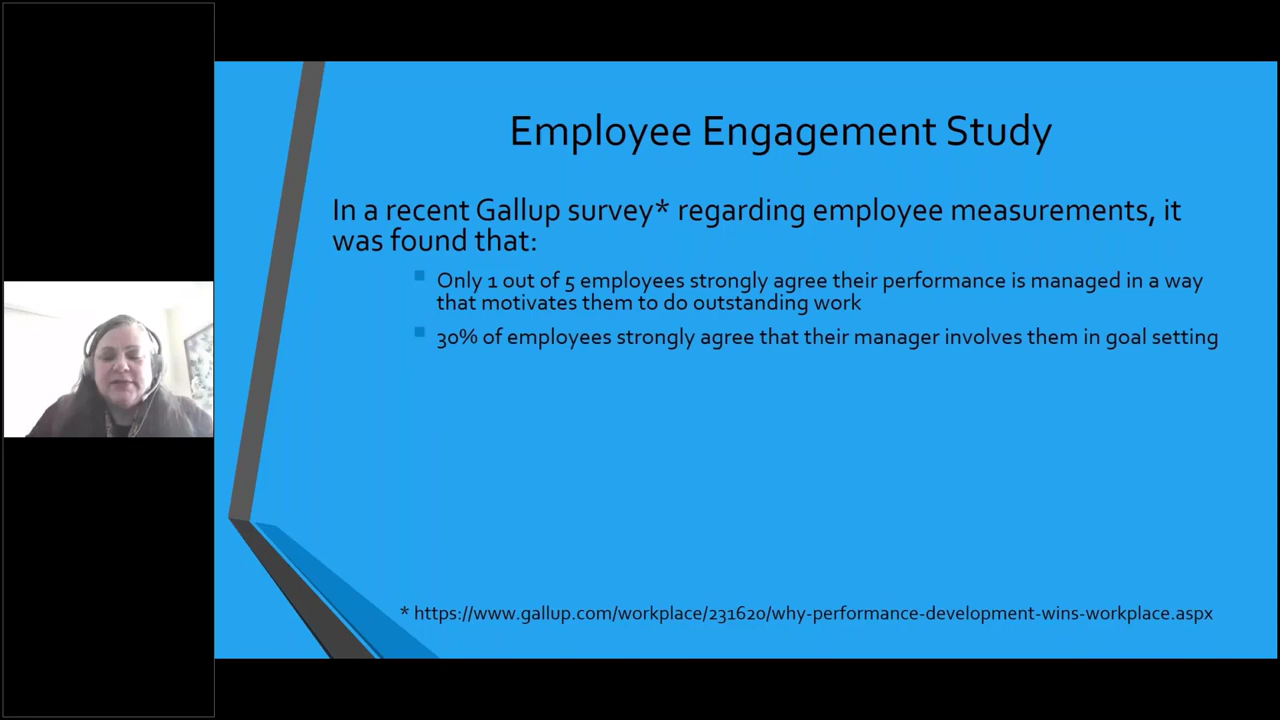 Employee Engagement Study
In a recent Gallup survey* regarding employee measurements, it
was found that:
Only 1 out of 5 employees strongly agree their performance is managed in a way
that motivates them to do outstanding work
30% of employees strongly agree that their manager involves them in goal setting
* https://www.gallup.com/workplace/231620/why-performance-development-wins-workplace.aspx